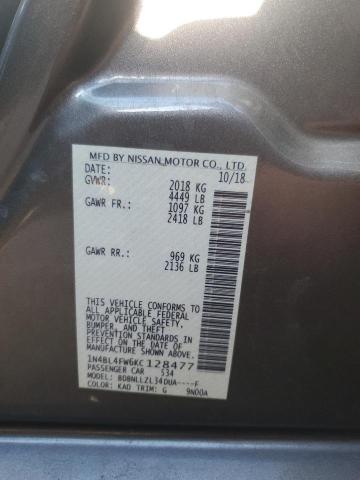 MFD BY NISSAN MOTOR CO., LTD.
DATE: 10/18
GVWR: 2018 KG
4449 LB
GAWR FR: 1097 KG
2418 LB
GAWR RR: 969 KG
2136 LB
THIS VEHICLE CONFORMS TO
ALL APPLICABLE FEDERAL
MOTOR VEHICLE SAFETY,
BUMPER, AND THEFT
PREVENTION STANDARDS IN
EFFECT ON THE DATE OF
MANUFACTURE SHOWN ABOVE.
1N4BL4FW6KC128477
PASSENGER CAR 534
BDBNLLZL34DUA----F
COLOR: KAD TRIM: G 9N00A